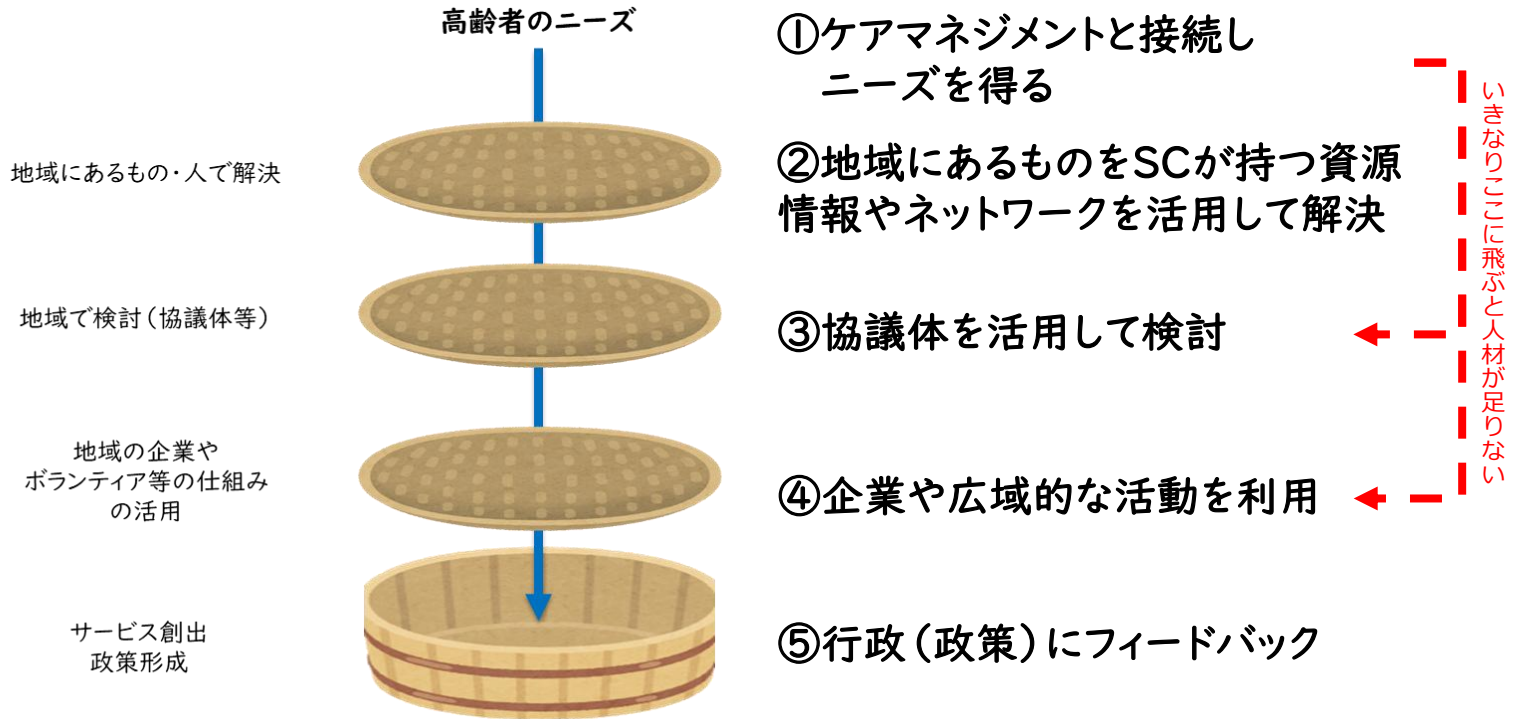 高齢者のニーズ
①ケアマネジメントと接続し
ニーズを得る
地域にあるもの・人で解決
②地域にあるものをSCが持つ資源
情報やネットワークを活用して解決
地域で検討（協議体等）
③協議体を活用して検討
地域の企業や
ボランティア等の仕組み
の活用
④企業や広域的な活動を利用
サービス創出
政策形成
⑤行政（政策）にフィードバック
いきなりここに飛ぶと人材が足りない